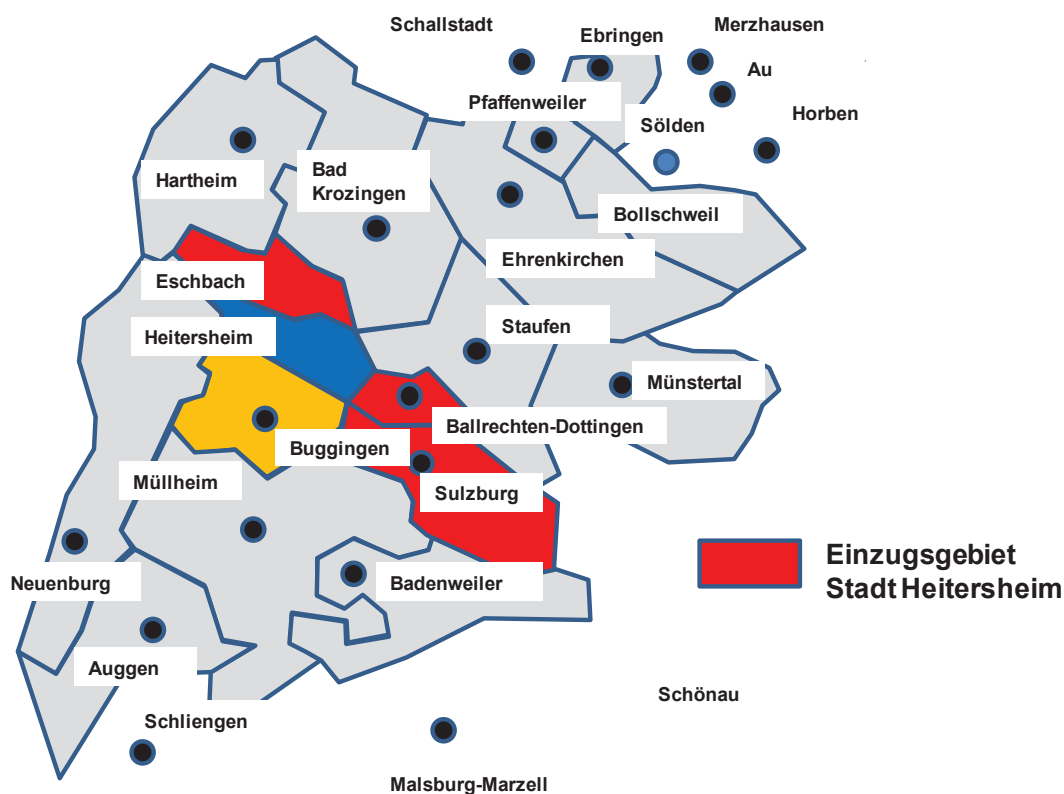 Schallstadt
Ebringen
Merzhausen
Au
Pfaffenweiler
Horben
Sölden
Hartheim
Bad
Krozingen
Bollschweil
Ehrenkirchen
Eschbach
Heitersheim
Staufen
Münstertal
Ballrechten-Dottingen
Buggingen
Müllheim
Sulzburg
Einzugsgebiet
Stadt Heitersheim
Neuenburg
Badenweiler
Auggen
Schönau
Schliengen
Malsburg-Marzell